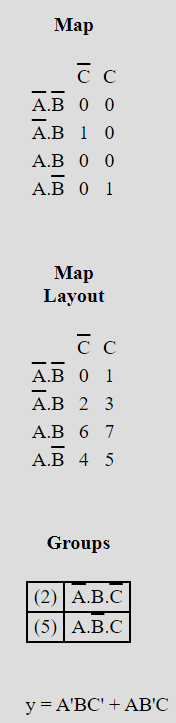 Map
C̅ C
A̅.B̅ 0 0
A̅.B 1 0
A.B 0 0
A.B̅ 0 1
Map
Layout
C̅ C
A̅.B̅ 0 1
A̅.B 2 3
A.B 6 7
A.B̅ 4 5
Groups
(2) A̅.B.C̅
(5) A.B̅.C
y = A'BC' + AB'C